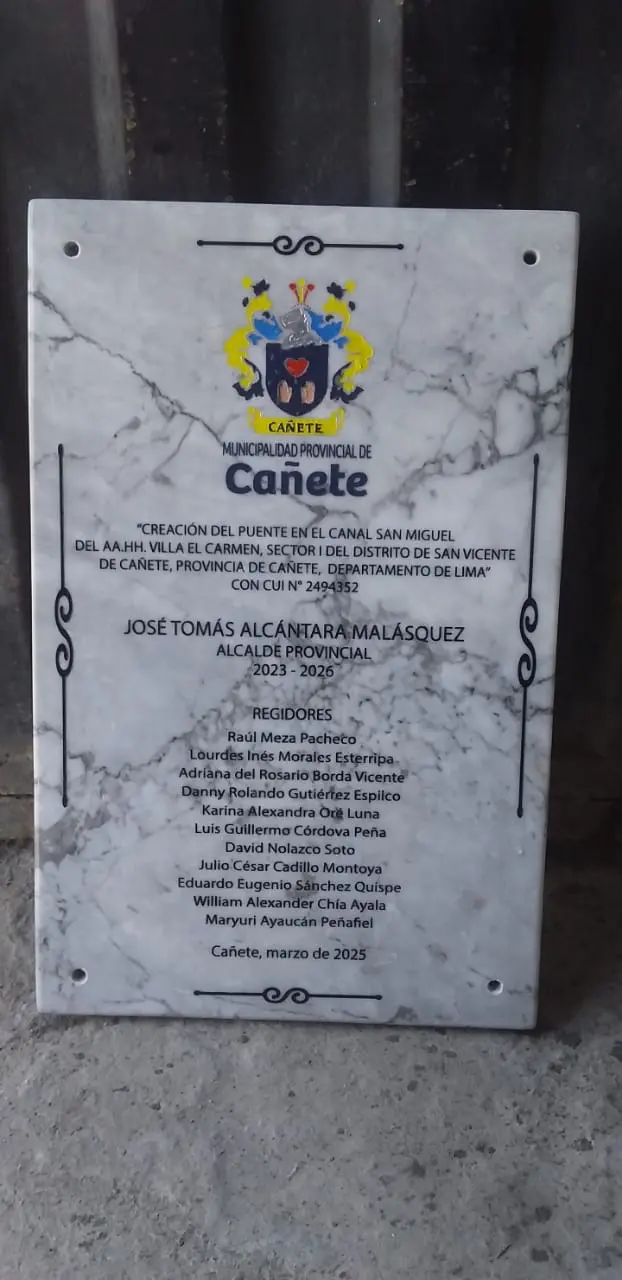 CAÑETE
MUNICIPALIDAD PROVINCIAL DE
Cañete
“CREACIÓN DEL PUENTE EN EL CANAL SAN MIGUEL
DEL AA.HH. VILLA EL CARMEN, SECTOR I DEL DISTRITO DE SAN VICENTE
DE CAÑETE, PROVINCIA DE CAÑETE, DEPARTAMENTO DE LIMA”
CON CUI N° 2494352
JOSÉ TOMÁS ALCÁNTARA MALÁSQUEZ
ALCALDE PROVINCIAL
2023 - 2026
REGIDORES
Raúl Meza Pacheco
Lourdes Inés Morales Esterripa
Adriana del Rosario Borda Vicente
Danny Rolando Gutiérrez Espilco
Karina Alexandra Oré Luna
Luis Guillermo Córdova Peña
David Nolazco Soto
Julio César Cadillo Montoya
Eduardo Eugenio Sánchez Quispe
William Alexander Chía Ayala
Maryuri Ayaucán Peñafiel
Cañete, marzo de 2025